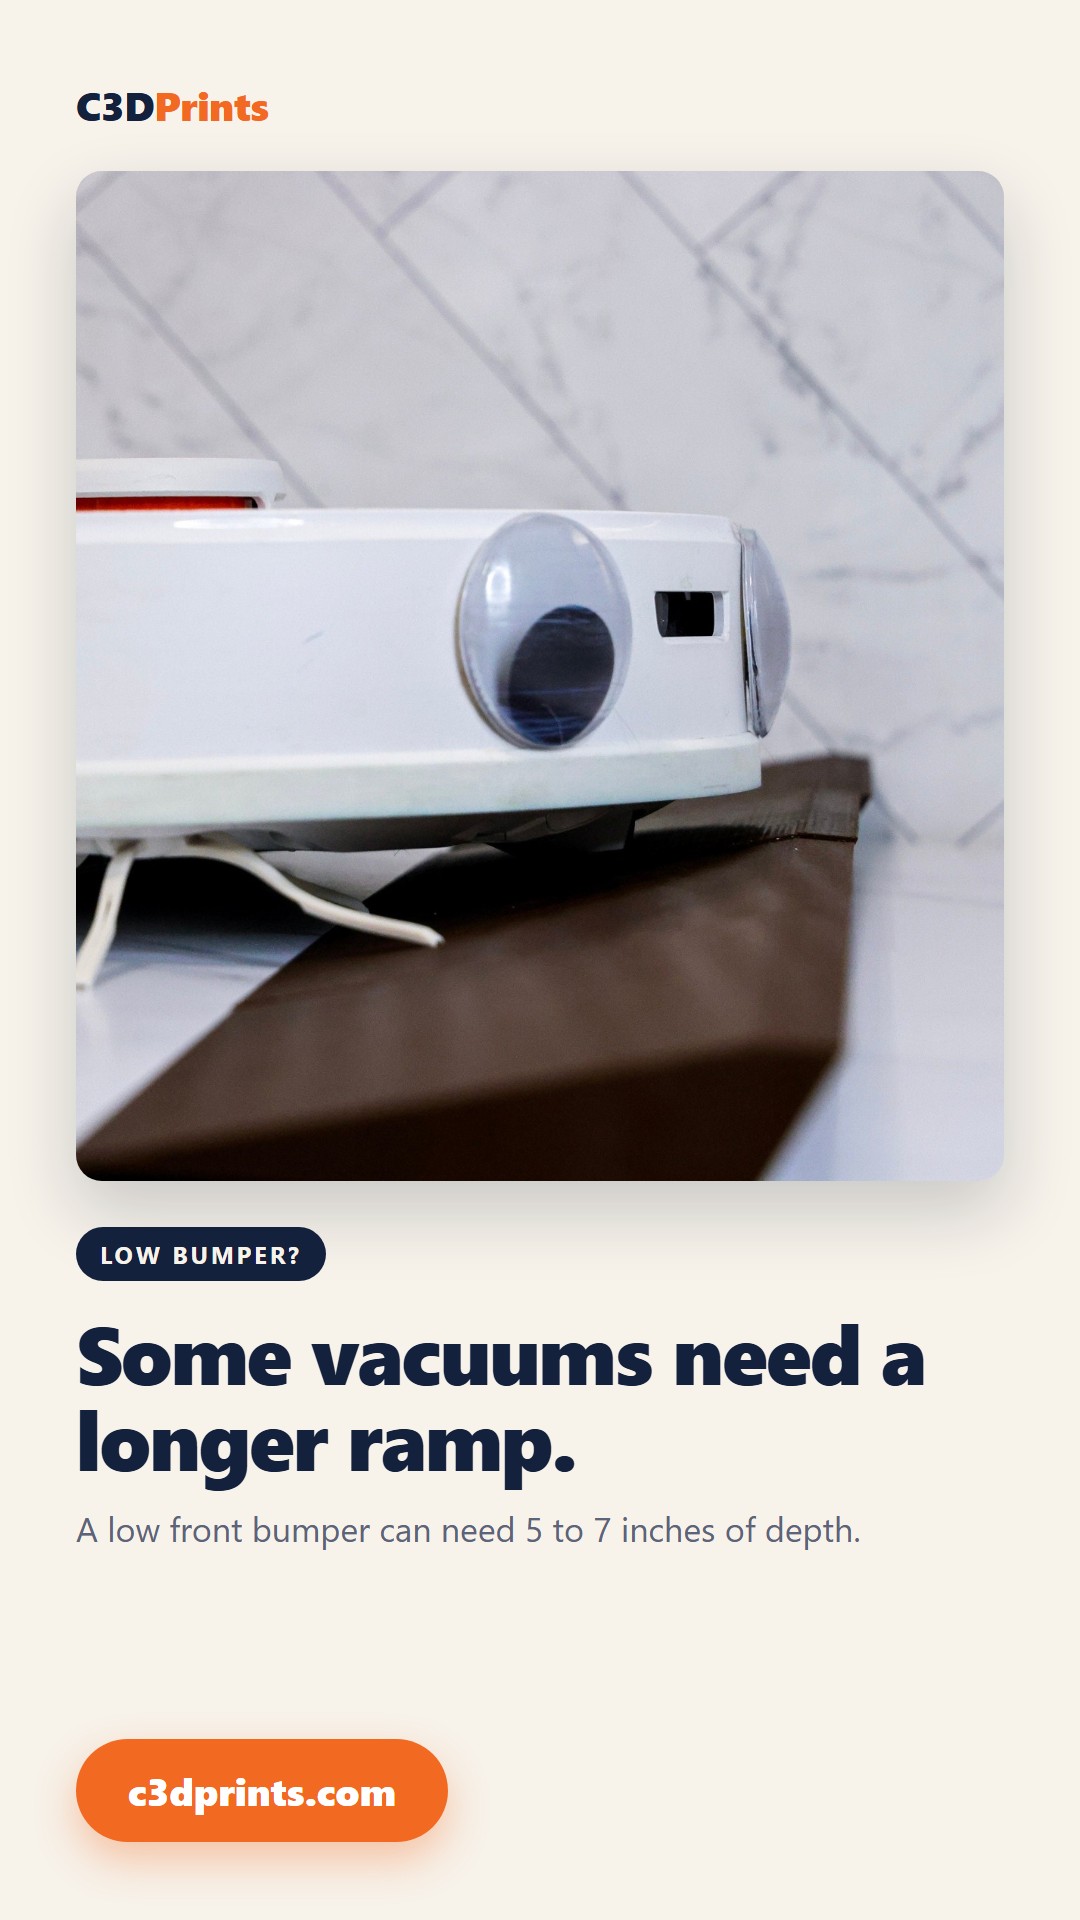 C3DPrints
LOW BUMPER?
Some vacuums need a
longer ramp.
A low front bumper can need 5 to 7 inches of depth.
c3dprints.com